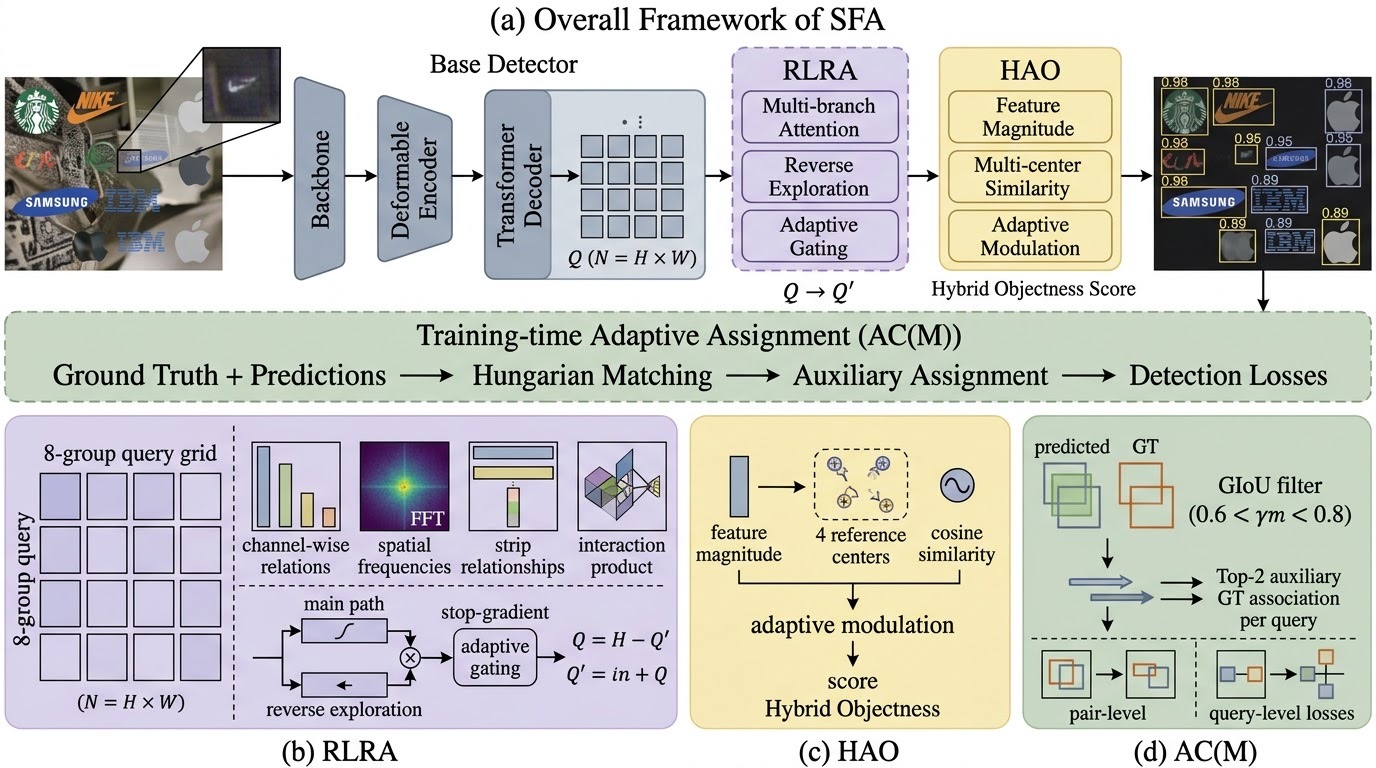 (a) Overall Framework of SFA
Base Detector
NIKE
SAMSUNG
IBM
IBM
Backbone
Deformable
Encoder
Transformer
Decoder
Q (N = H × W)
RLRA
Multi-branch
Attention
Reverse
Exploration
Adaptive
Gating
Q → Q′
HAO
Feature
Magnitude
Multi-center
Similarity
Adaptive
Modulation
Hybrid Objectness Score
0.98
0.98
NIKE
0.98
0.98
0.95
0.95
0.98
0.98
SAMSUNG
0.89
IBM
0.89
0.89
IBM
0.89
Training-time Adaptive Assignment (AC(M))
Ground Truth + Predictions → Hungarian Matching → Auxiliary Assignment → Detection Losses
8-group query grid
8-group query
(N = H × W)
channel-wise
relations
FFT
spatial
frequencies
strip
relationships
interaction
product
main path
reverse exploration
stop-gradient
adaptive
gating
Q = H − Q′
Q′ = in + Q
(b) RLRA
feature
magnitude
4 reference
centers
cosine
similarity
adaptive modulation
score
Hybrid Objectness
(c) HAO
predicted
GT
GIoU filter
(0.6 < γm < 0.8)
Top-2 auxiliary
GT association
per query
pair-level
query-level losses
(d) AC(M)